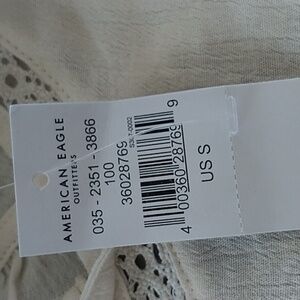 AMERICAN EAGLE
OUTFITTERS
035 - 2351 - 3866
100
36028769
4 00360 28769 9
US S